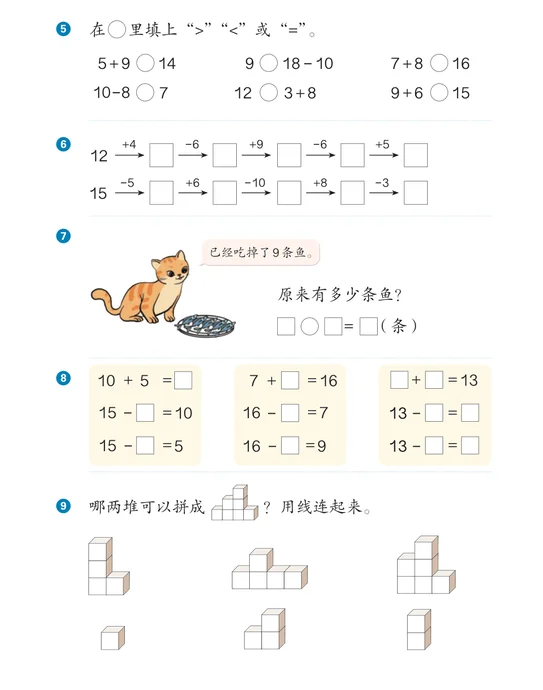 5 在○里填上“>”“<”或“=”。
5+9 ○ 14 9 ○ 18-10 7+8 ○ 16
10-8 ○ 7 12 ○ 3+8 9+6 ○ 15
6
+4 -6 +9 -6 +5
12 → □ → □ → □ → □ → □
-5 +6 -10 +8 -3
15 → □ → □ → □ → □ → □
7
已经吃掉了9条鱼。
原来有多少条鱼?
□○□=□(条)
8
10 + 5 =□ 7 +□=16 □+□=13
15 -□=10 16 -□=7 13 -□=□
15 -□=5 16 -□=9 13 -□=□
9 哪两堆可以拼成 ? 用线连起来。